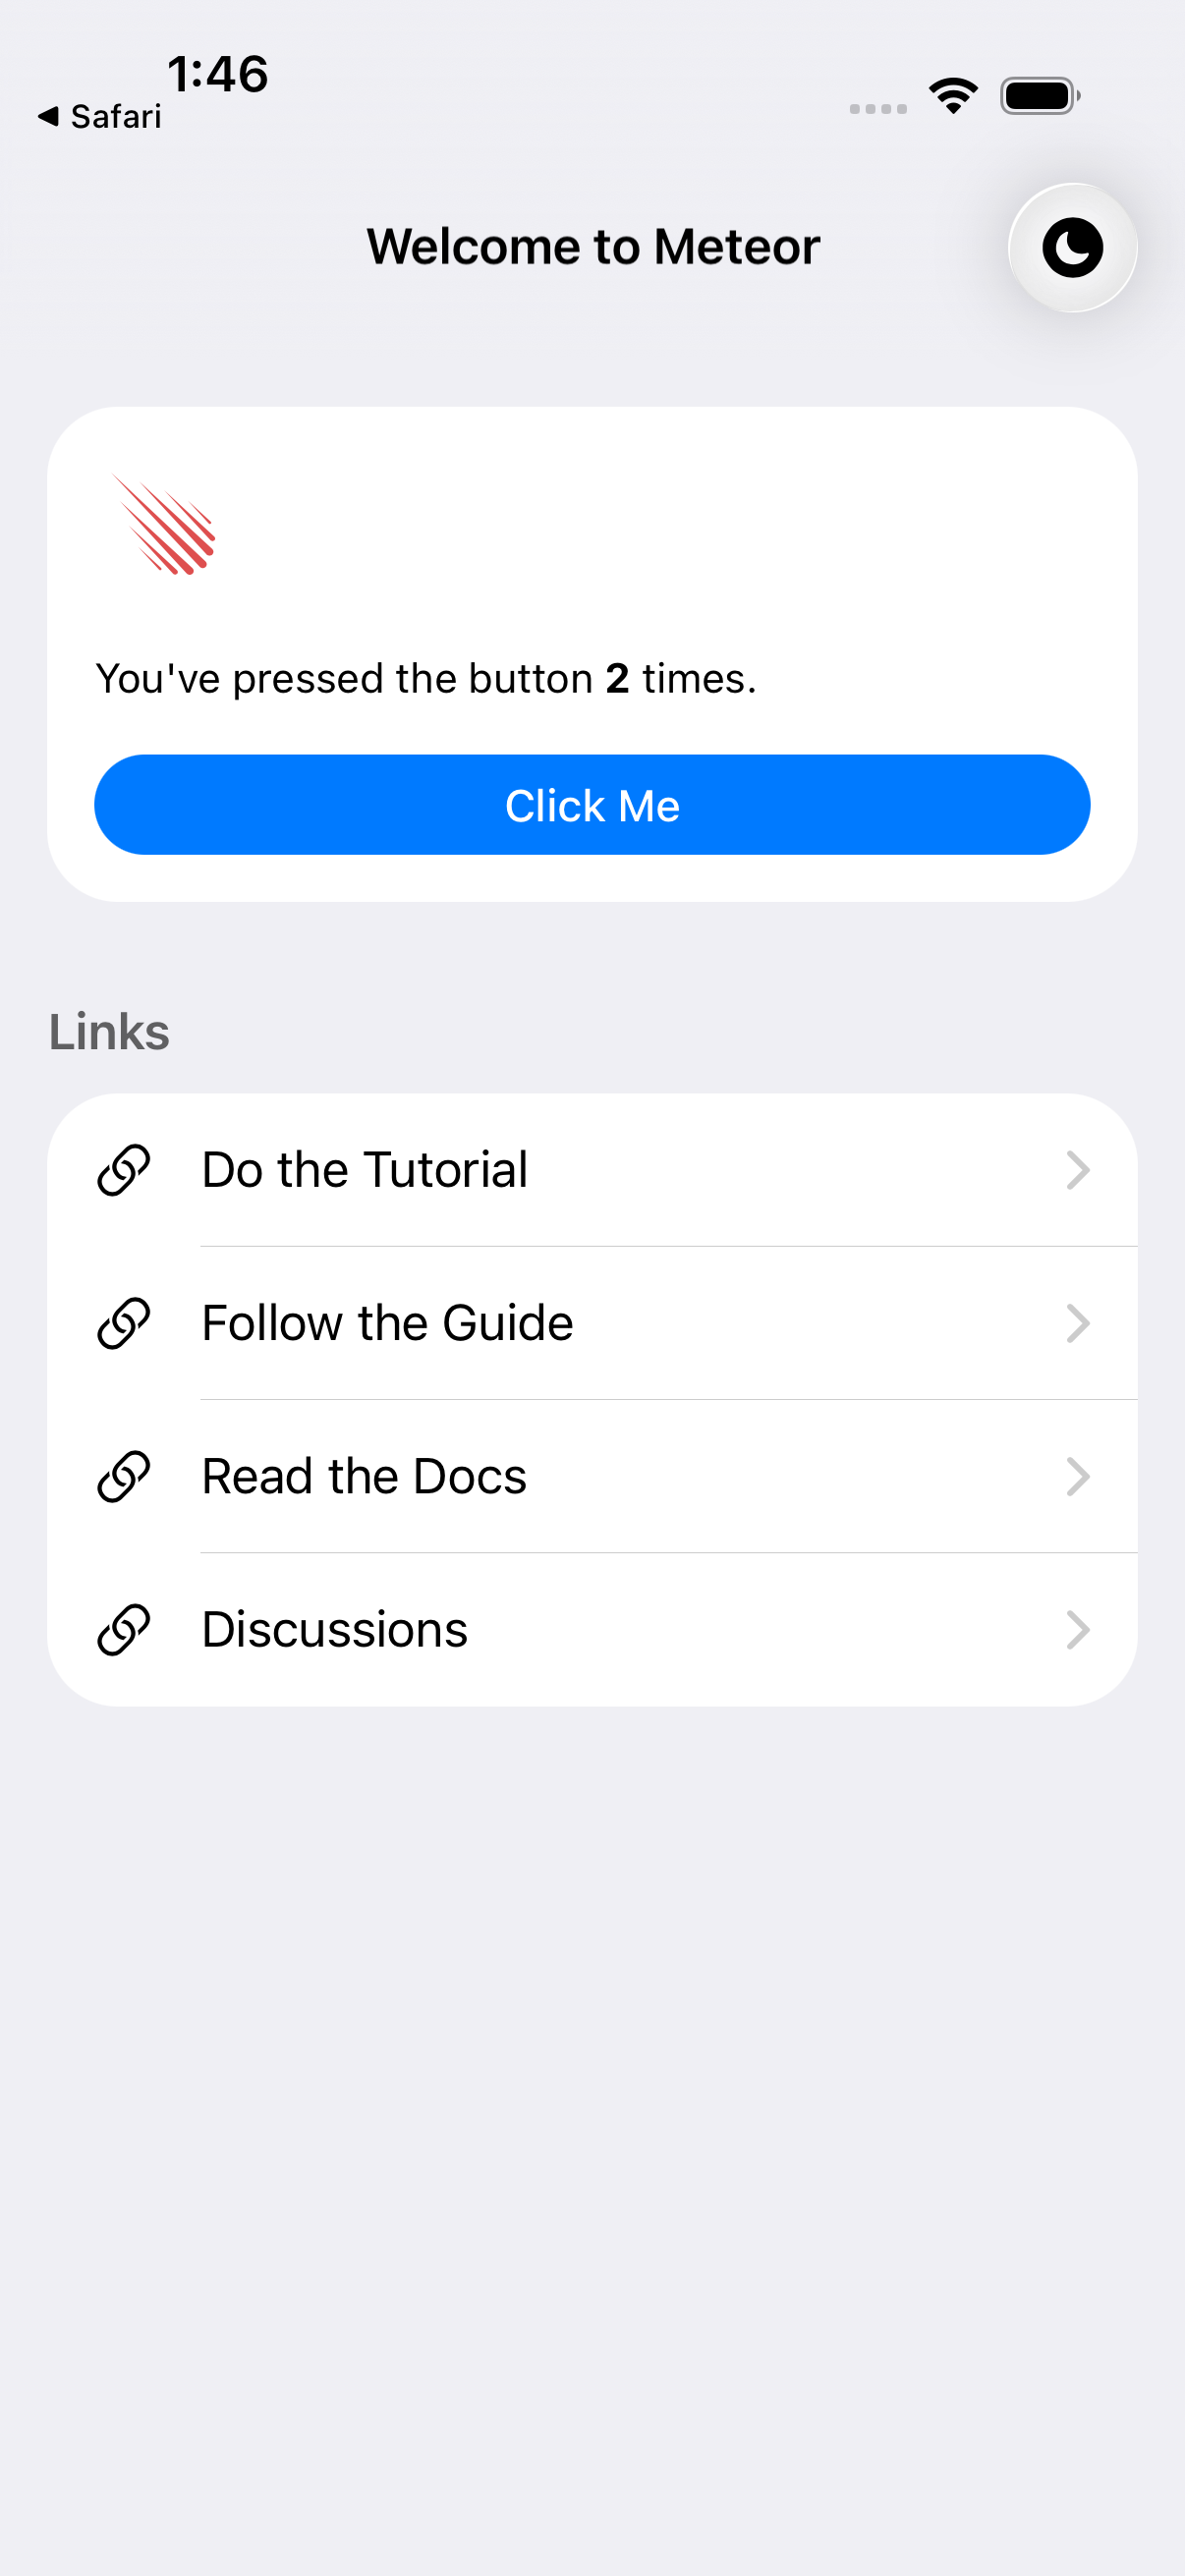 1:46
Safari
Welcome to Meteor
You've pressed the button 2 times.
Click Me
Links
Do the Tutorial
Follow the Guide
Read the Docs
Discussions